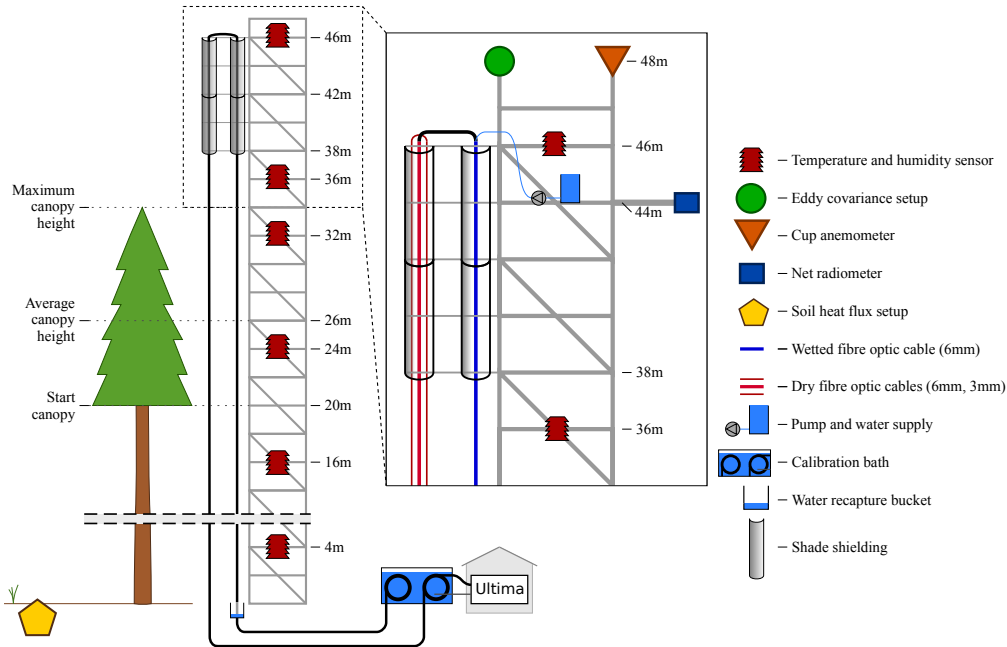 46m
42m
38m
36m
Maximum
canopy
height
32m
26m
Average
canopy
height
24m
20m
Start
canopy
16m
4m
Ultima
48m
46m
44m
38m
36m
– Temperature and humidity sensor
– Eddy covariance setup
– Cup anemometer
– Net radiometer
– Soil heat flux setup
– Wetted fibre optic cable (6mm)
– Dry fibre optic cables (6mm, 3mm)
– Pump and water supply
– Calibration bath
– Water recapture bucket
– Shade shielding